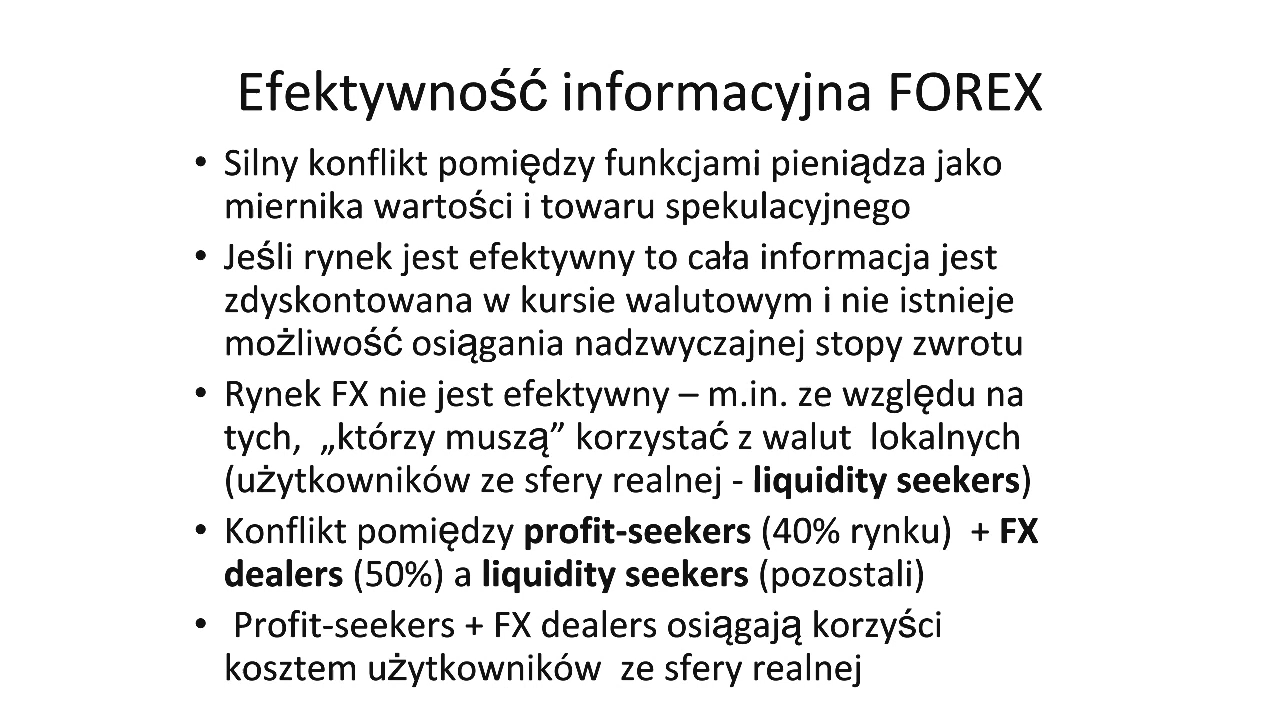 Efektywność informacyjna FOREX
• Silny konflikt pomiędzy funkcjami pieniądza jako
miernika wartości i towaru spekulacyjnego
• Jeśli rynek jest efektywny to cała informacja jest
zdyskontowana w kursie walutowym i nie istnieje
możliwość osiągania nadzwyczajnej stopy zwrotu
• Rynek FX nie jest efektywny – m.in. ze względu na
tych,  „którzy muszą” korzystać z walut  lokalnych
(użytkowników ze sfery realnej - liquidity seekers)
• Konflikt pomiędzy profit-seekers (40% rynku)  + FX
dealers (50%) a liquidity seekers (pozostali)
•  Profit-seekers + FX dealers osiągają korzyści
kosztem użytkowników  ze sfery realnej